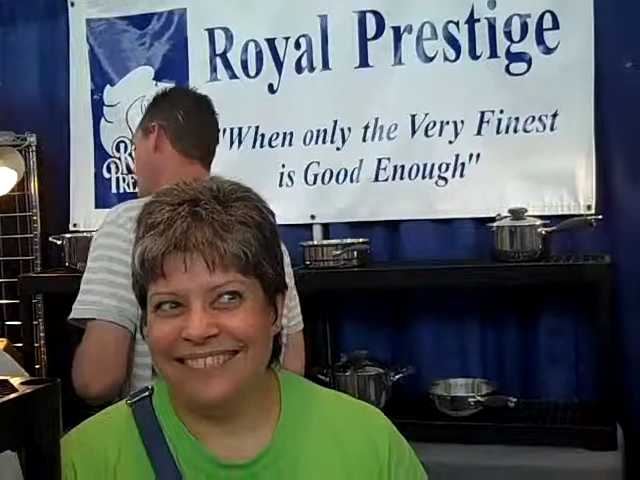 Royal Prestige
"When only the Very Finest
is Good Enough"